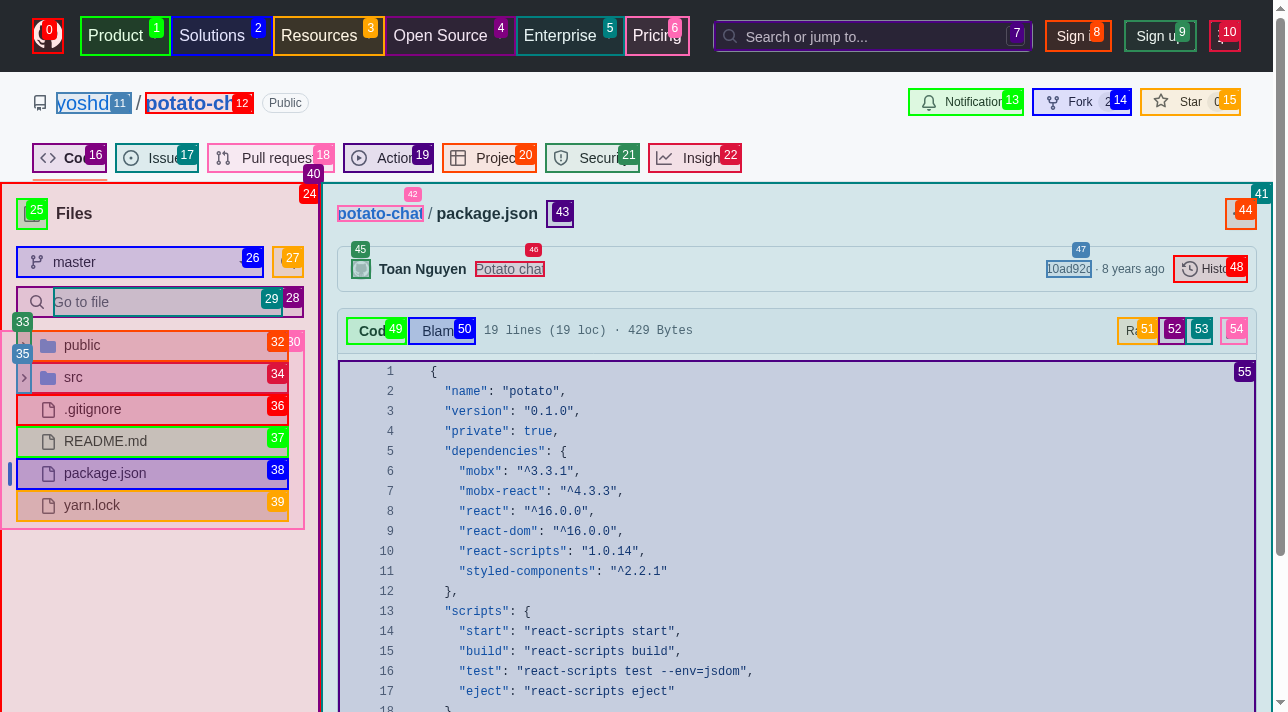 0
Product 1
Solutions 2
Resources 3
Open Source 4
Enterprise 5
Pricing 6
Search or jump to... 7
Sign 8
Sign up 9
10
yoshd 11 / potato-ch 12 Public
Notification 13
Fork 2 14
Star 0 15
Co 16
Issue 17
Pull reques 18
Action 19
Projec 20
Securi 21
Insigh 22
40
24
41
25 Files
potato-chat 42 / package.json 43
44
master 26
27
45 Toan Nguyen Potato chat 46
10ad92c 47 · 8 years ago
Histo 48
Go to file 29 28
33
Cod 49
Blam 50
19 lines (19 loc) · 429 Bytes
Ra 51
52
53
54
public 32 30
35
src 34
.gitignore 36
README.md 37
package.json 38
yarn.lock 39
55
1 {
2 "name": "potato",
3 "version": "0.1.0",
4 "private": true,
5 "dependencies": {
6 "mobx": "^3.3.1",
7 "mobx-react": "^4.3.3",
8 "react": "^16.0.0",
9 "react-dom": "^16.0.0",
10 "react-scripts": "1.0.14",
11 "styled-components": "^2.2.1"
12 },
13 "scripts": {
14 "start": "react-scripts start",
15 "build": "react-scripts build",
16 "test": "react-scripts test --env=jsdom",
17 "eject": "react-scripts eject"
18 }